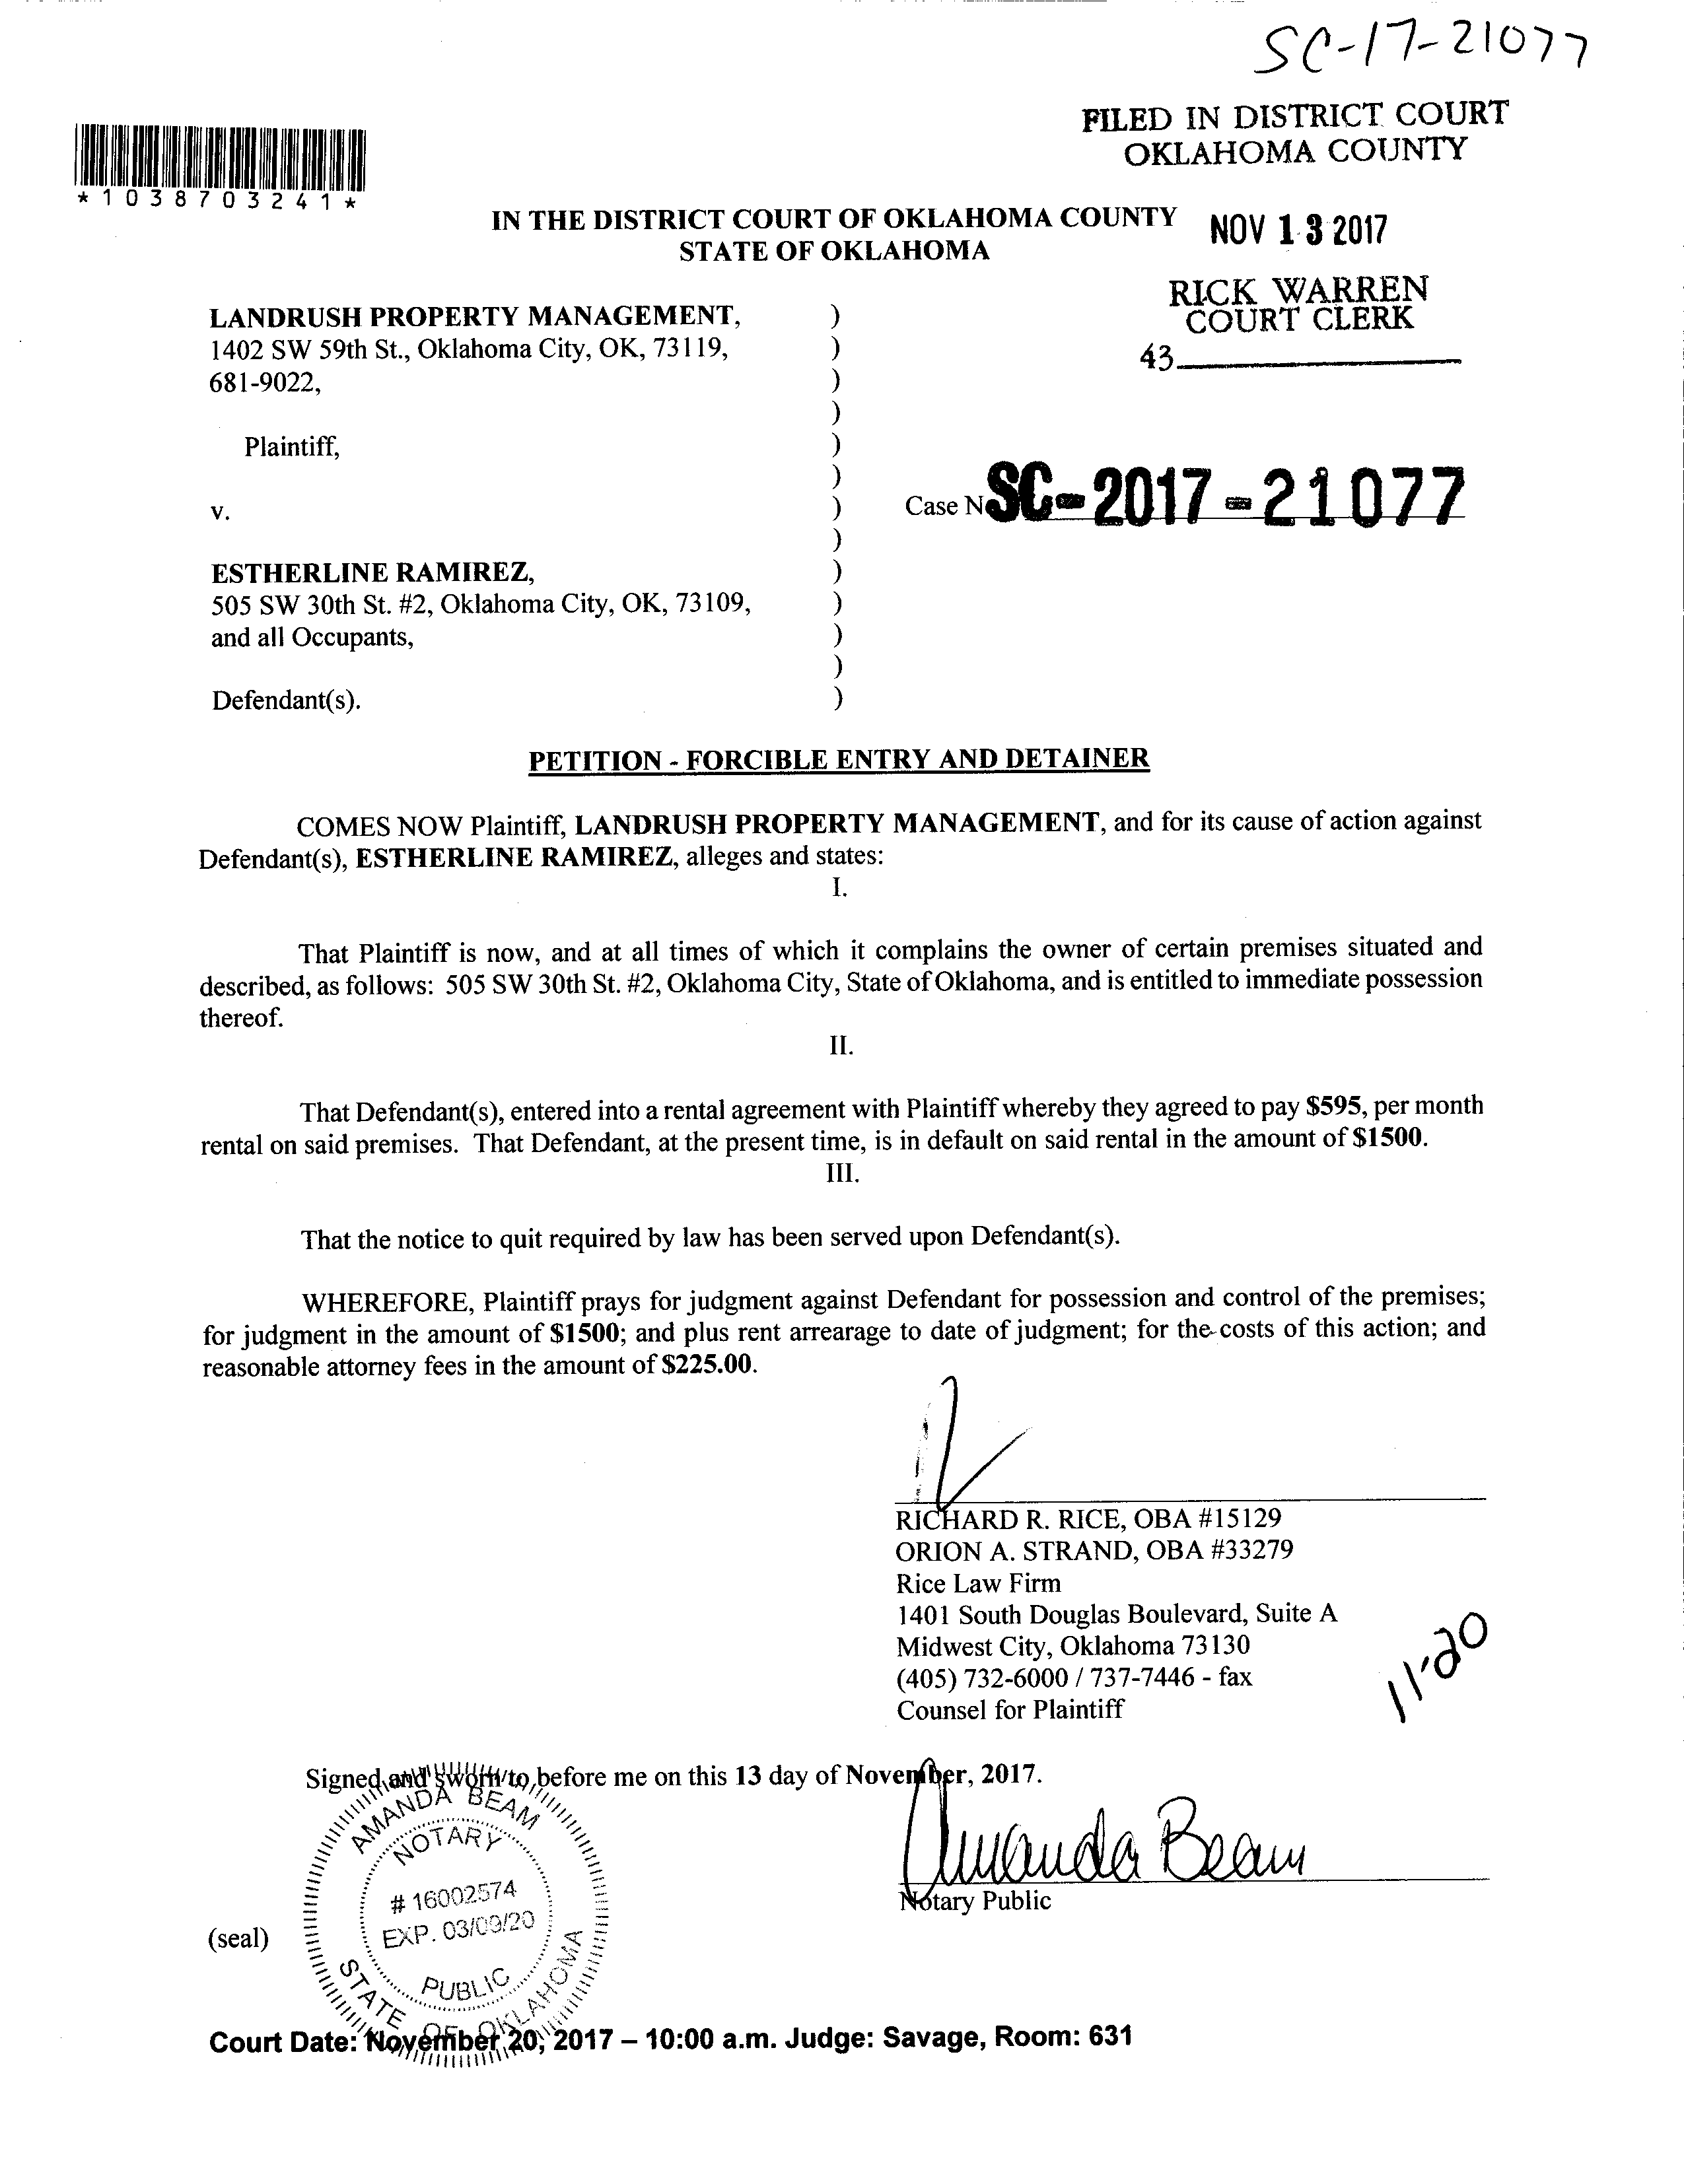 SC-17-21077
FILED IN DISTRICT COURT
OKLAHOMA COUNTY
*1038703241*
IN THE DISTRICT COURT OF OKLAHOMA COUNTY
STATE OF OKLAHOMA
NOV 13 2017
RICK WARREN
COURT CLERK
43
LANDRUSH PROPERTY MANAGEMENT, )
1402 SW 59th St., Oklahoma City, OK, 73119, )
681-9022, )
)
Plaintiff, )
)
v. ) Case No SC-2017-21077
)
ESTHERLINE RAMIREZ, )
505 SW 30th St. #2, Oklahoma City, OK, 73109, )
and all Occupants, )
)
Defendant(s). )
PETITION - FORCIBLE ENTRY AND DETAINER
COMES NOW Plaintiff, LANDRUSH PROPERTY MANAGEMENT, and for its cause of action against
Defendant(s), ESTHERLINE RAMIREZ, alleges and states:
I.
That Plaintiff is now, and at all times of which it complains the owner of certain premises situated and
described, as follows: 505 SW 30th St. #2, Oklahoma City, State of Oklahoma, and is entitled to immediate possession
thereof.
II.
That Defendant(s), entered into a rental agreement with Plaintiff whereby they agreed to pay $595, per month
rental on said premises. That Defendant, at the present time, is in default on said rental in the amount of $1500.
III.
That the notice to quit required by law has been served upon Defendant(s).
WHEREFORE, Plaintiff prays for judgment against Defendant for possession and control of the premises;
for judgment in the amount of $1500; and plus rent arrearage to date of judgment; for the costs of this action; and
reasonable attorney fees in the amount of $225.00.
RICHARD R. RICE, OBA #15129
ORION A. STRAND, OBA #33279
Rice Law Firm
1401 South Douglas Boulevard, Suite A
Midwest City, Oklahoma 73130
(405) 732-6000 / 737-7446 - fax
Counsel for Plaintiff
11-20
Signed and sworn to before me on this 13 day of November, 2017.
Amanda Beam
Notary Public
(seal)
AMANDA BEAM
NOTARY
# 16002574
EXP. 03/09/20
PUBLIC
STATE OF OKLAHOMA
Court Date: November 20, 2017 – 10:00 a.m. Judge: Savage, Room: 631